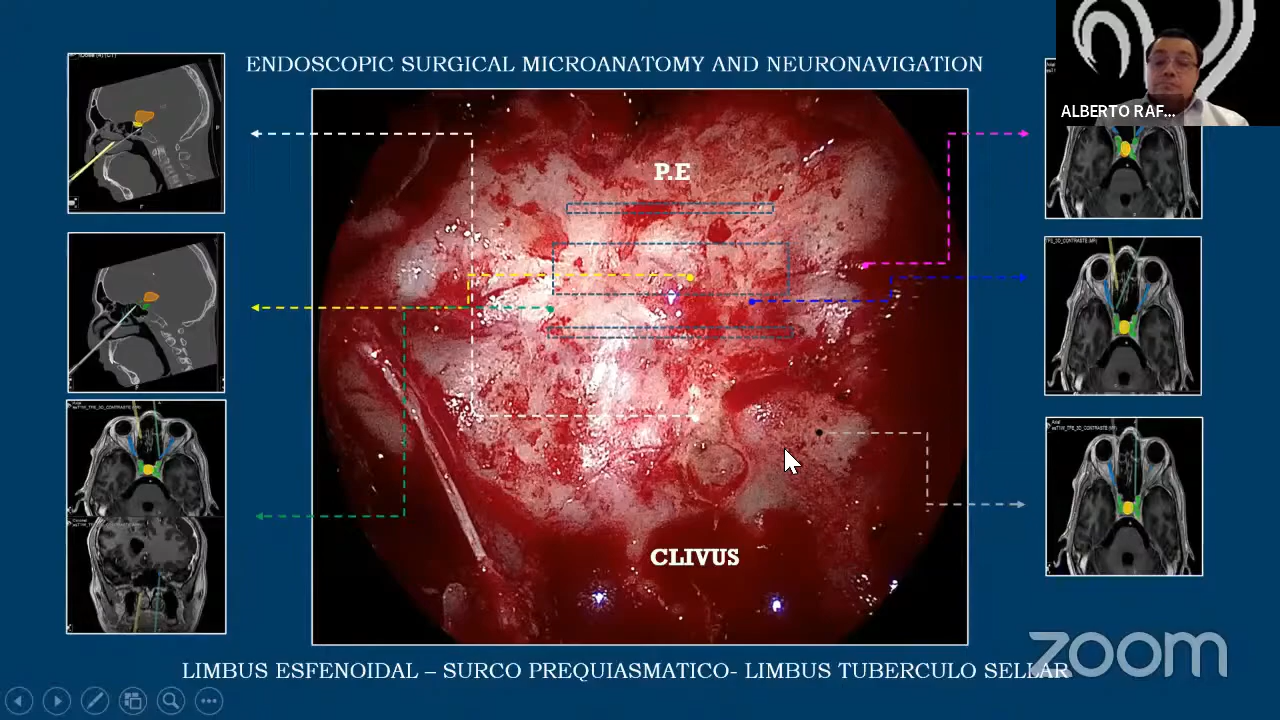 ENDOSCOPIC SURGICAL MICROANATOMY AND NEURONAVIGATION
ALBERTO RAF...
P.E
CLIVUS
zoom
LIMBUS ESFENOIDAL – SURCO PREQUIASMATICO- LIMBUS TUBERCULO SELLAR